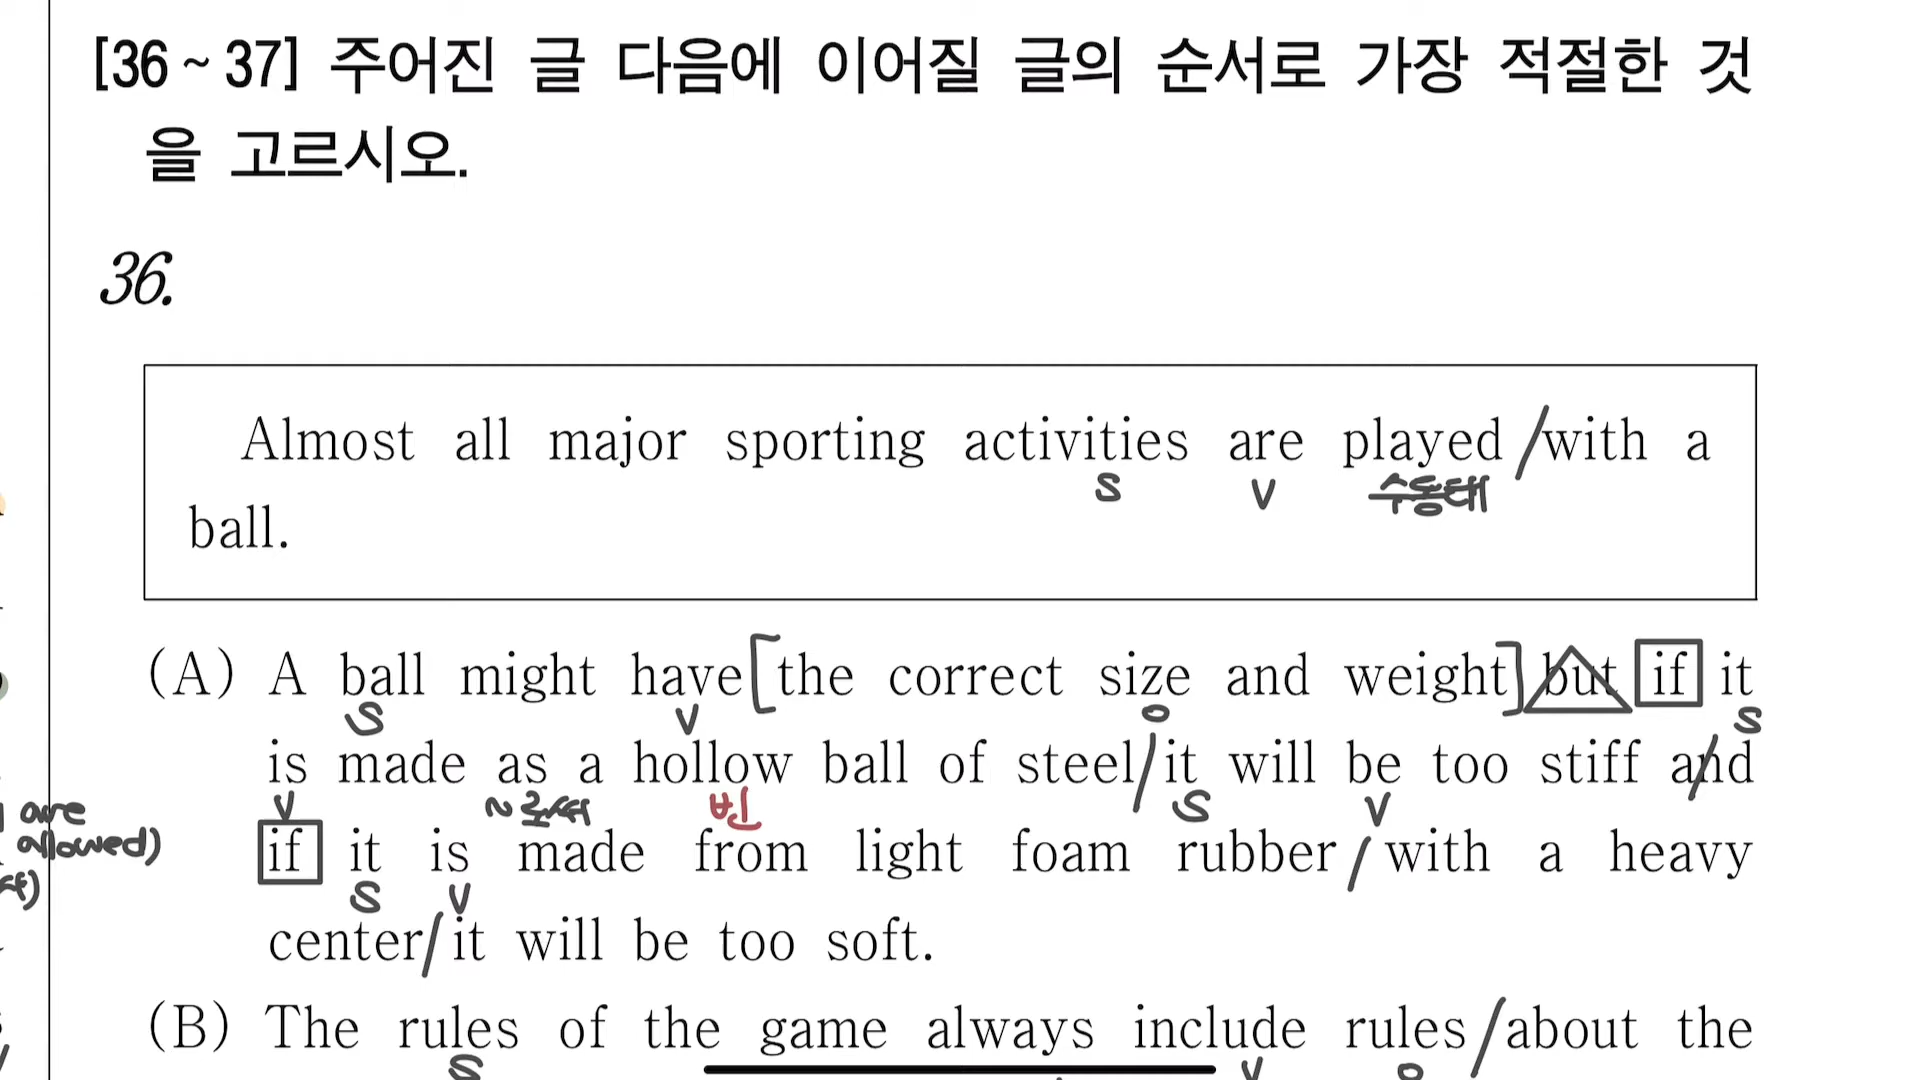 [36 ~ 37] 주어진 글 다음에 이어질 글의 순서로 가장 적절한 것
을 고르시오.
36.
Almost all major sporting activities are played / with a
S V 수동태
ball.
(A) A ball might have [the correct size and weight] but if it
S V O S
is made as a hollow ball of steel / it will be too stiff and
V ~로써 빈 S V
are
allowed)
if it is made from light foam rubber / with a heavy
S V
center / it will be too soft.
(B) The rules of the game always include rules / about the
S V O